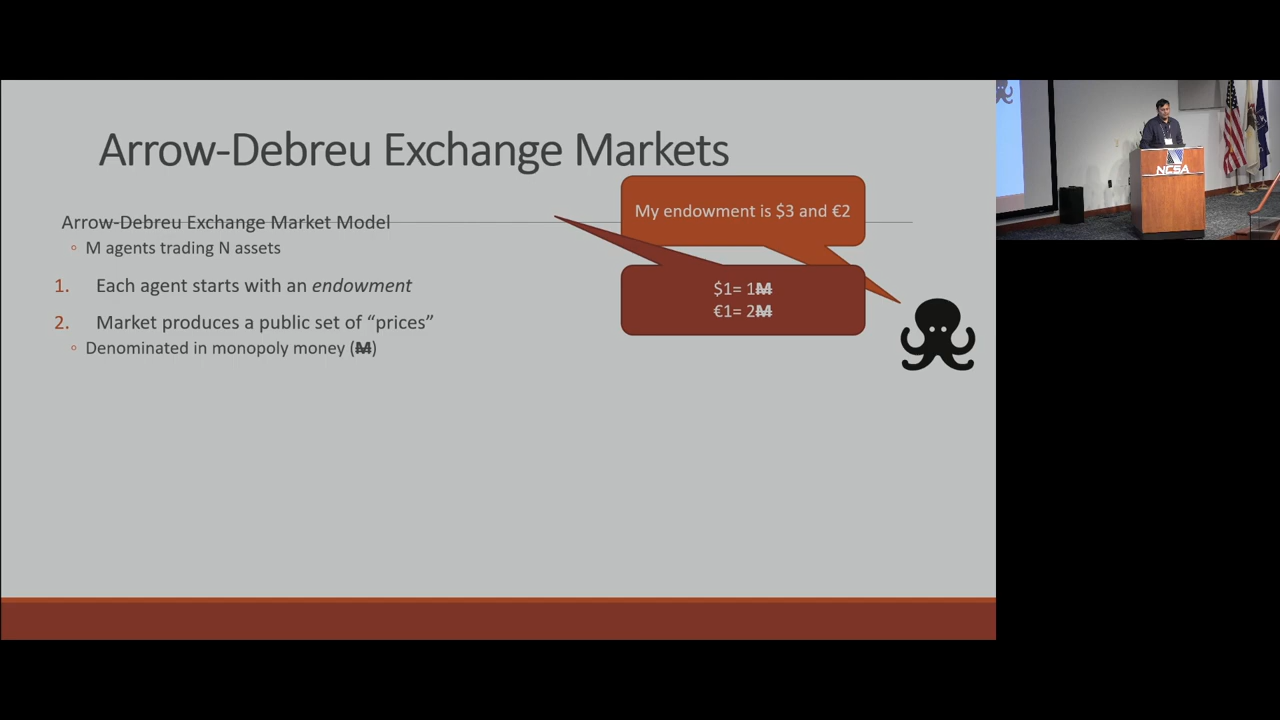 Arrow-Debreu Exchange Markets
Arrow-Debreu Exchange Market Model
◦ M agents trading N assets
1. Each agent starts with an endowment
2. Market produces a public set of “prices”
◦ Denominated in monopoly money (M)
My endowment is $3 and €2
$1= 1M
€1= 2M
NCSA